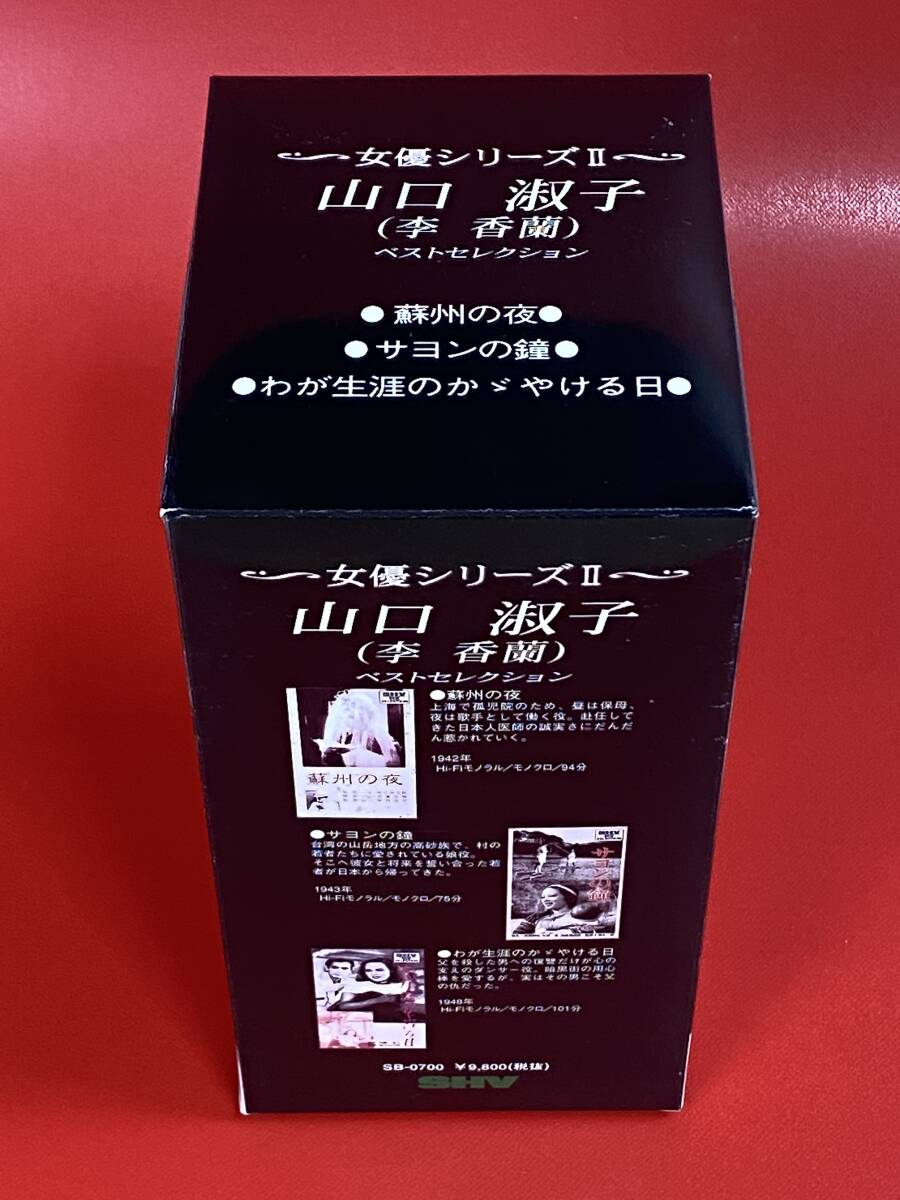 女優シリーズⅡ
山口 淑子
(李 香蘭)
ベストセレクション
●蘇州の夜●
●サヨンの鐘●
●わが生涯のかゞやける日●
女優シリーズⅡ
山口 淑子
(李 香蘭)
ベストセレクション
●蘇州の夜
上海で孤児院のため、昼は保母、
夜は歌手として働く役。赴任して
きた日本人医師の誠実さにだんだ
ん惹かれていく。
1942年
Hi-Fiモノラル/モノクロ/94分
SHV
蘇州の夜
●サヨンの鐘
台湾の山岳地方の高砂族で、村の
若者たちに愛されている娘役。
そこへ彼女と将来を誓い合った若
者が日本から帰ってきた。
1943年
Hi-Fiモノラル/モノクロ/75分
SHV
サヨンの鐘
●わが生涯のかゞやける日
父を殺した男への復讐だけが心の
支えのダンサー役。暗黒街の用心
棒を愛するが、実はその男こそ父
の仇だった。
1948年
Hi-Fiモノラル/モノクロ/101分
SHV
SB-0700 ¥9,800(税抜)
SHV